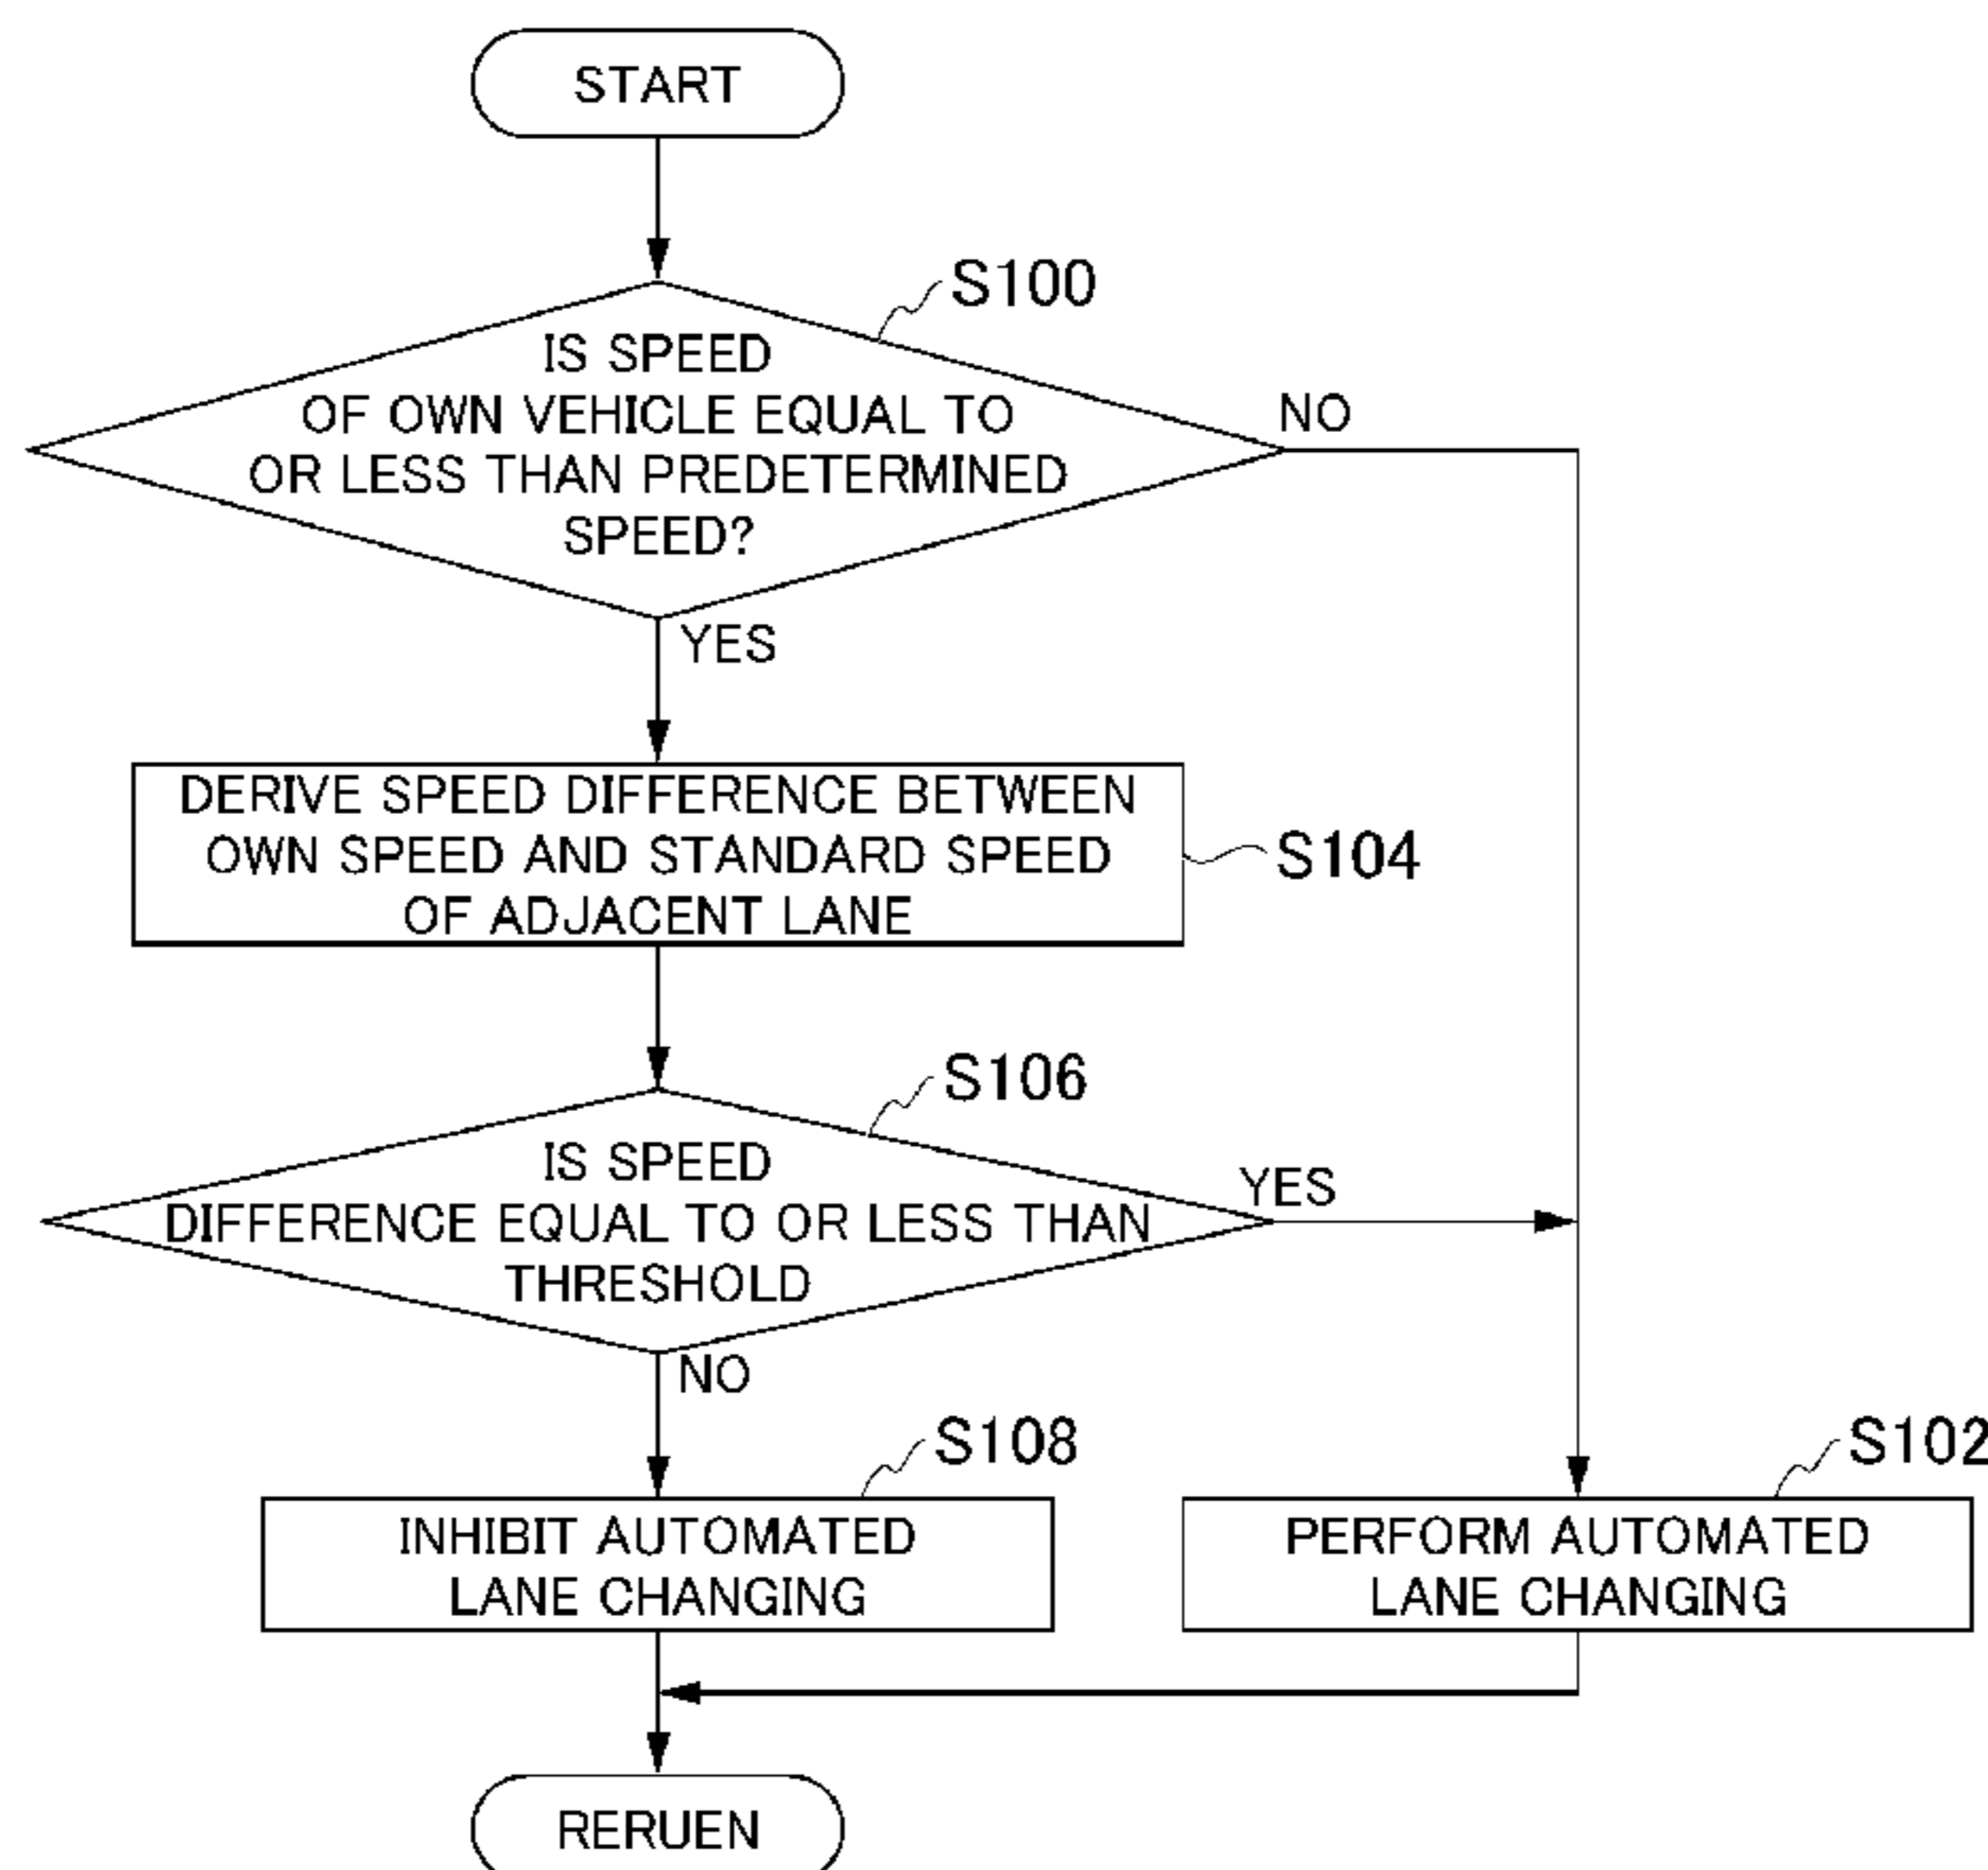 START
S100
IS SPEED
OF OWN VEHICLE EQUAL TO
OR LESS THAN PREDETERMINED
SPEED?
NO
YES
DERIVE SPEED DIFFERENCE BETWEEN
OWN SPEED AND STANDARD SPEED
OF ADJACENT LANE
S104
S106
IS SPEED
DIFFERENCE EQUAL TO OR LESS THAN
THRESHOLD
YES
NO
S108
INHIBIT AUTOMATED
LANE CHANGING
S102
PERFORM AUTOMATED
LANE CHANGING
RERUEN